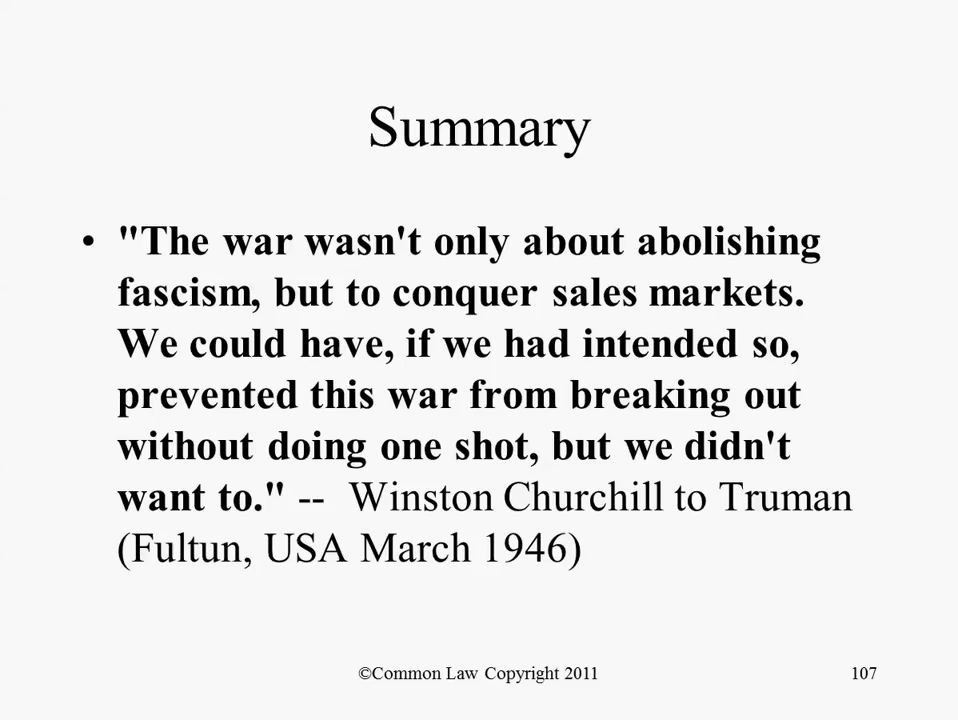 Summary
• "The war wasn't only about abolishing
fascism, but to conquer sales markets.
We could have, if we had intended so,
prevented this war from breaking out
without doing one shot, but we didn't
want to." -- Winston Churchill to Truman
(Fultun, USA March 1946)
©Common Law Copyright 2011
107